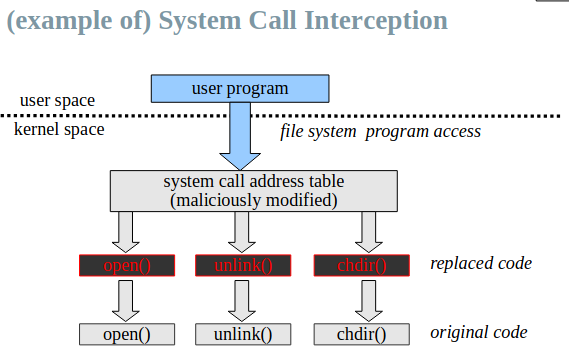 (example of) System Call Interception
user program
user space
kernel space
file system program access
system call address table
(maliciously modified)
open() unlink() chdir() replaced code
open() unlink() chdir() original code